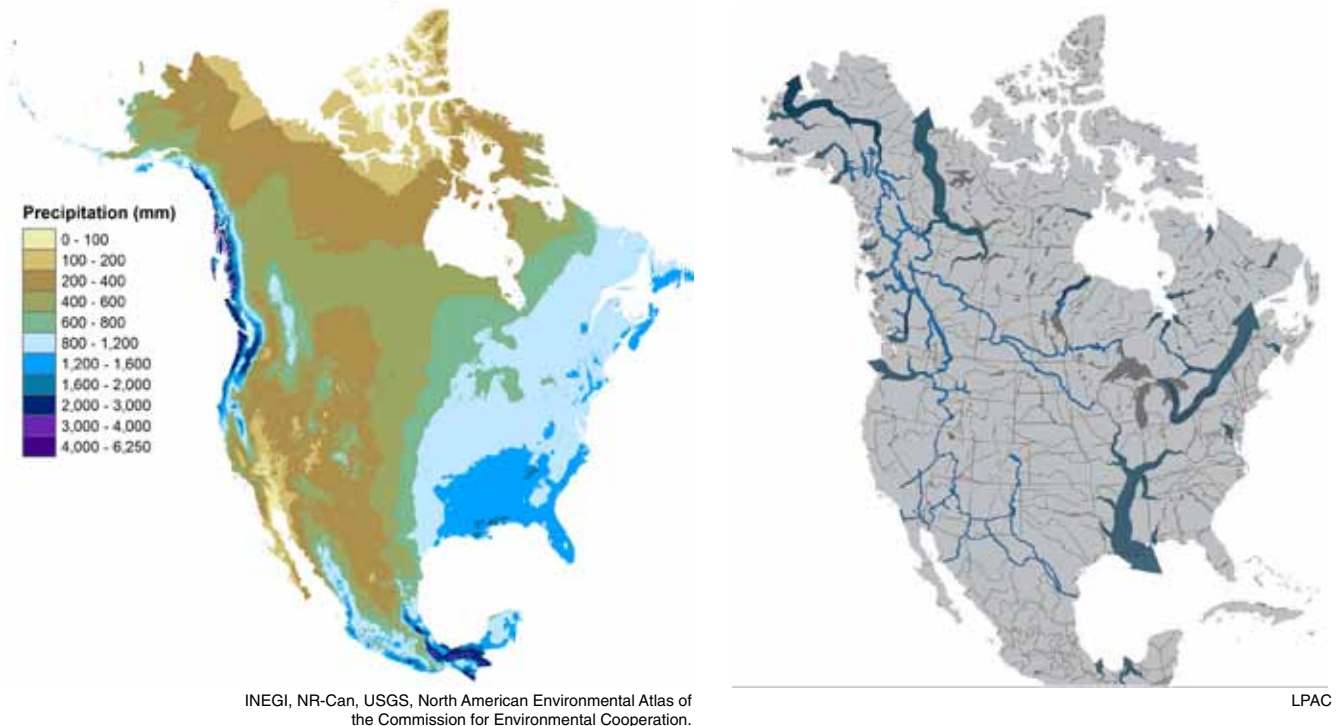 Precipitation (mm)
0 - 100
100 - 200
200 - 400
400 - 600
600 - 800
800 - 1,200
1,200 - 1,600
1,600 - 2,000
2,000 - 3,000
3,000 - 4,000
4,000 - 6,250
INEGI, NR-Can, USGS, North American Environmental Atlas of
the Commission for Environmental Cooperation.
LPAC